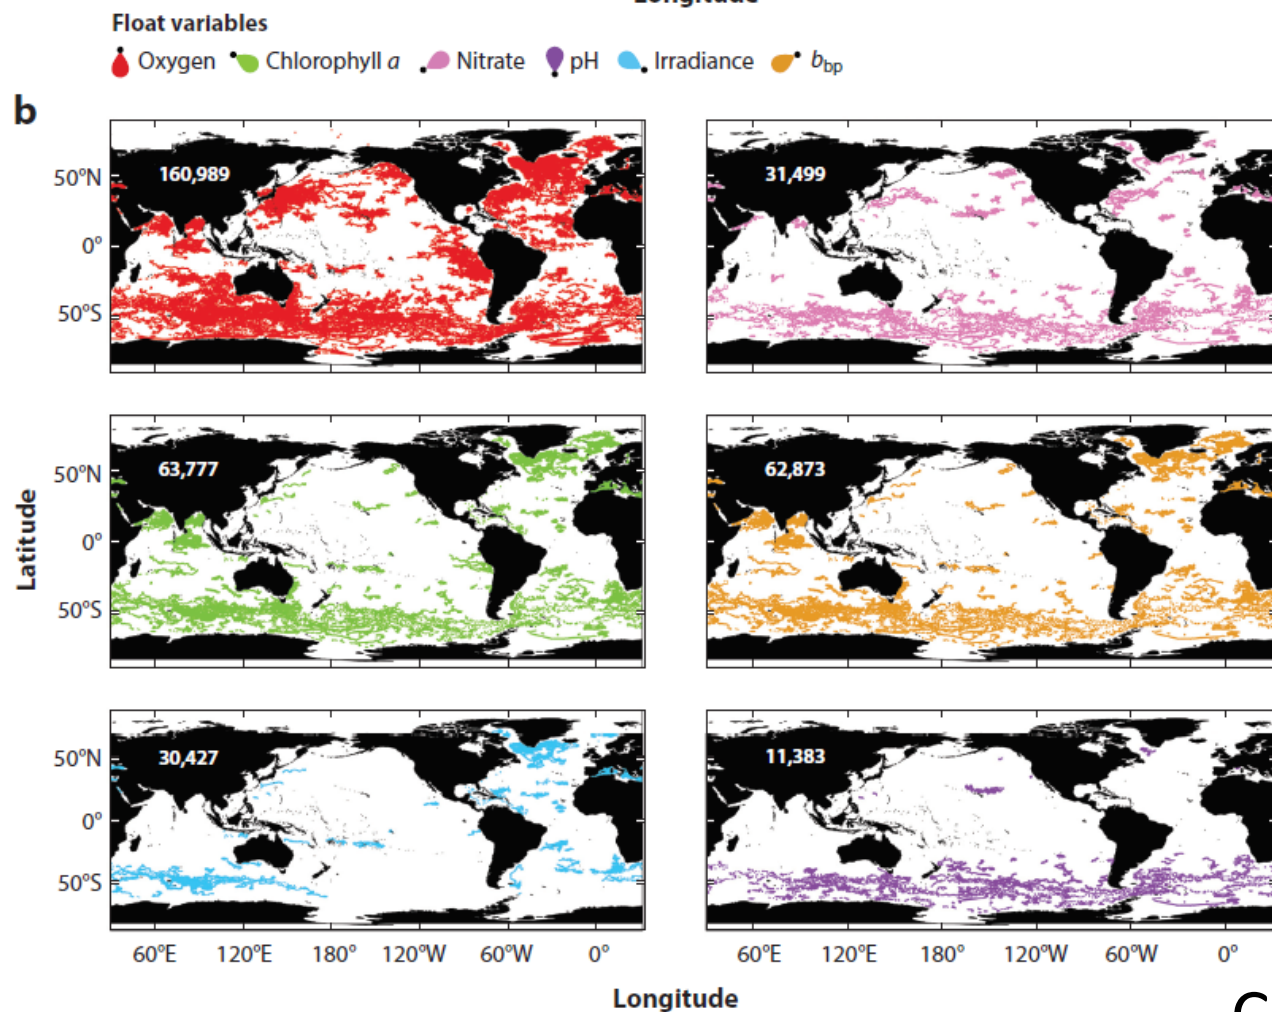 Longitude
Float variables
Oxygen Chlorophyll a Nitrate pH Irradiance bbp
b
160,989 31,499
50°N
0°
50°S
63,777 62,873
50°N
0°
50°S
Latitude
30,427 11,383
50°N
0°
50°S
60°E 120°E 180° 120°W 60°W 0° 60°E 120°E 180° 120°W 60°W 0°
Longitude